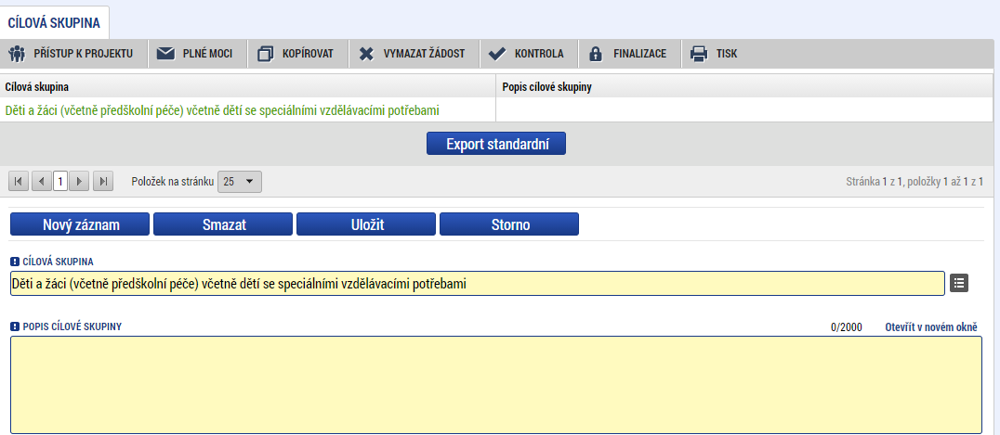 CÍLOVÁ SKUPINA
PŘÍSTUP K PROJEKTU PLNÉ MOCI KOPÍROVAT VYMAZAT ŽÁDOST KONTROLA FINALIZACE TISK
Cílová skupina Popis cílové skupiny
Děti a žáci (včetně předškolní péče) včetně dětí se speciálními vzdělávacími potřebami
Export standardní
1 Položek na stránku 25 Stránka 1 z 1, položky 1 až 1 z 1
Nový záznam Smazat Uložit Storno
CÍLOVÁ SKUPINA
Děti a žáci (včetně předškolní péče) včetně dětí se speciálními vzdělávacími potřebami
POPIS CÍLOVÉ SKUPINY 0/2000 Otevřít v novém okně